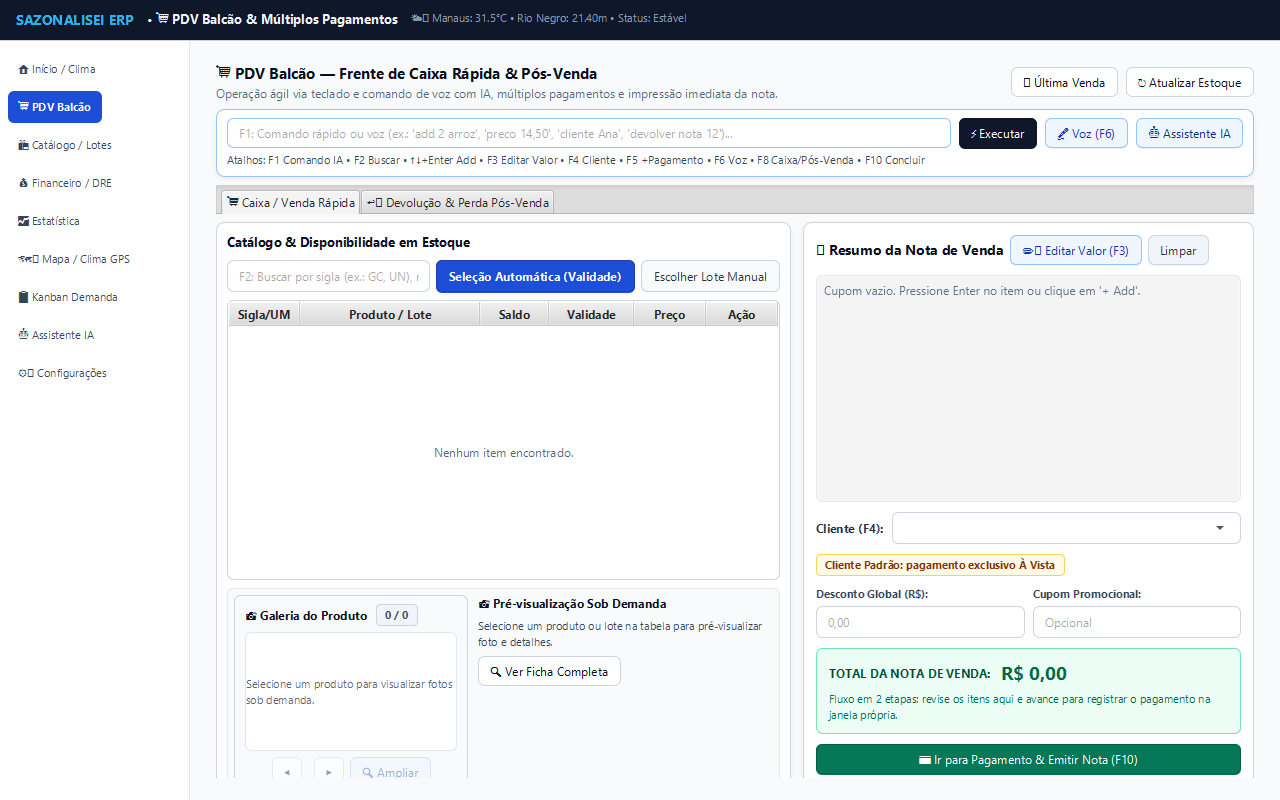 SAZONALISEI ERP • PDV Balcão & Múltiplos Pagamentos Manaus: 31.5°C • Rio Negro: 21.40m • Status: Estável
Início / Clima
PDV Balcão
Catálogo / Lotes
Financeiro / DRE
Estatística
Mapa / Clima GPS
Kanban Demanda
Assistente IA
Configurações
PDV Balcão — Frente de Caixa Rápida & Pós-Venda
Operação ágil via teclado e comando de voz com IA, múltiplos pagamentos e impressão imediata da nota.
Última Venda
Atualizar Estoque
F1: Comando rápido ou voz (ex.: 'add 2 arroz', 'preco 14,50', 'cliente Ana', 'devolver nota 12')...
Executar
Voz (F6)
Assistente IA
Atalhos: F1 Comando IA • F2 Buscar • ↑↓+Enter Add • F3 Editar Valor • F4 Cliente • F5 +Pagamento • F6 Voz • F8 Caixa/Pós-Venda • F10 Concluir
Caixa / Venda Rápida
Devolução & Perda Pós-Venda
Catálogo & Disponibilidade em Estoque
F2: Buscar por sigla (ex.: GC, UN), r
Seleção Automática (Validade)
Escolher Lote Manual
Sigla/UM Produto / Lote Saldo Validade Preço Ação
Nenhum item encontrado.
Galeria do Produto 0 / 0
Selecione um produto para visualizar fotos
sob demanda.
◄ ► Ampliar
Pré-visualização Sob Demanda
Selecione um produto ou lote na tabela para pré-visualizar
foto e detalhes.
Ver Ficha Completa
Resumo da Nota de Venda
Editar Valor (F3)
Limpar
Cupom vazio. Pressione Enter no item ou clique em '+ Add'.
Cliente (F4):
Cliente Padrão: pagamento exclusivo À Vista
Desconto Global (R$): Cupom Promocional:
0,00 Opcional
TOTAL DA NOTA DE VENDA: R$ 0,00
Fluxo em 2 etapas: revise os itens aqui e avance para registrar o pagamento na
janela própria.
Ir para Pagamento & Emitir Nota (F10)